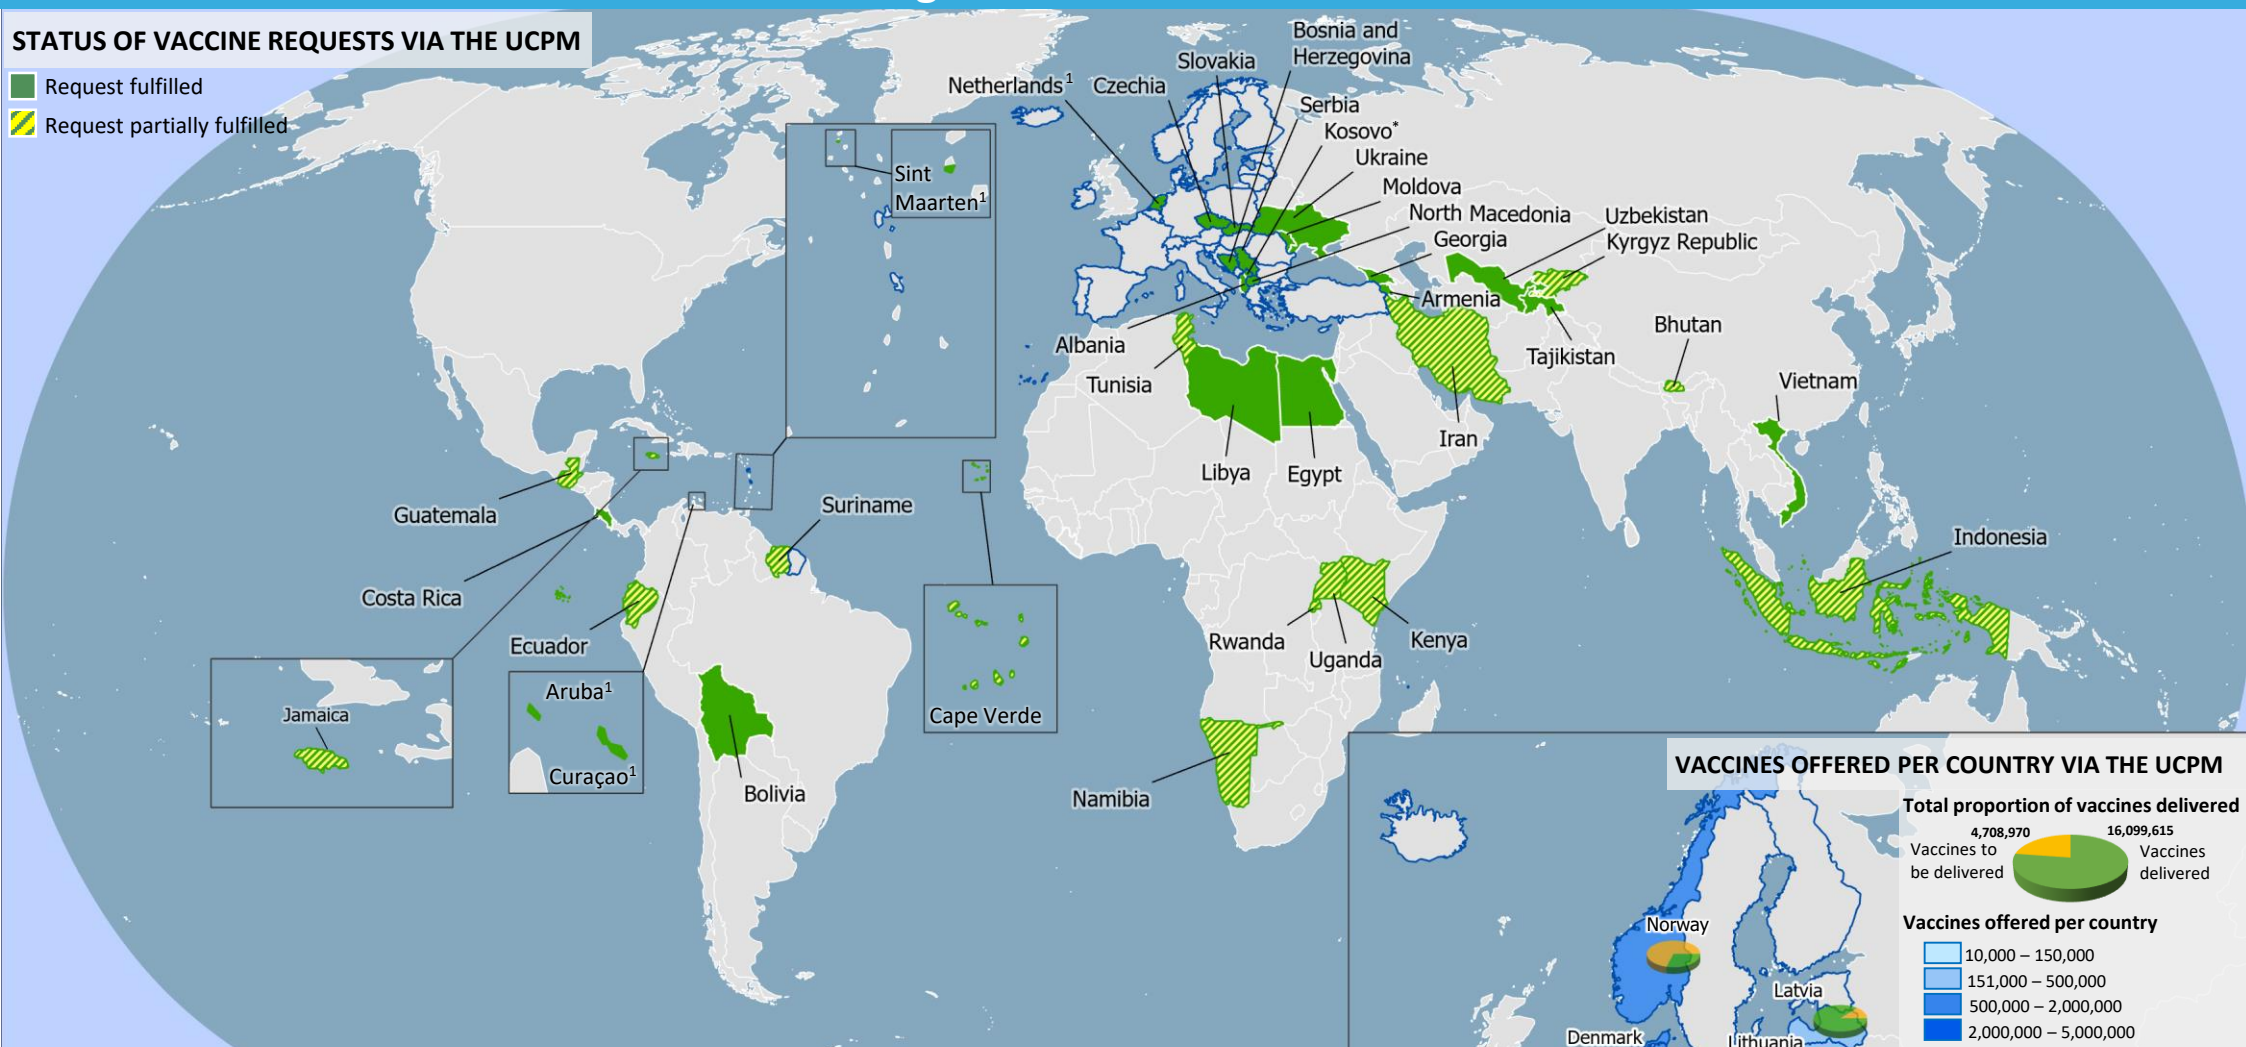 STATUS OF VACCINE REQUESTS VIA THE UCPM
Request fulfilled
Request partially fulfilled
Bosnia and
Herzegovina
Slovakia
Netherlands¹
Czechia
Serbia
Kosovo*
Ukraine
Moldova
North Macedonia
Georgia
Uzbekistan
Kyrgyz Republic
Armenia
Sint
Maarten¹
Albania
Tunisia
Tajikistan
Bhutan
Vietnam
Iran
Libya
Egypt
Guatemala
Suriname
Costa Rica
Indonesia
Ecuador
Rwanda
Uganda
Kenya
Jamaica
Aruba¹
Curaçao¹
Cape Verde
Bolivia
Namibia
VACCINES OFFERED PER COUNTRY VIA THE UCPM
Total proportion of vaccines delivered
4,708,970
Vaccines to
be delivered
16,099,615
Vaccines
delivered
Vaccines offered per country
10,000 – 150,000
151,000 – 500,000
500,000 – 2,000,000
2,000,000 – 5,000,000
Norway
Latvia
Denmark
Lithuania